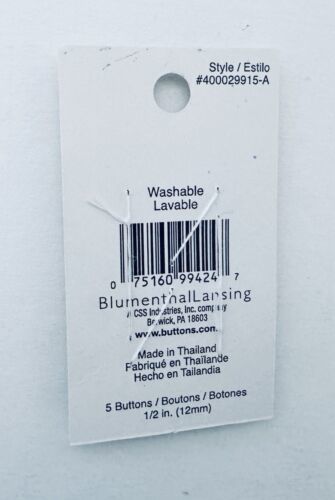 Style / Estilo
#400029915-A
Washable
Lavable
0 75160 99424 7
BlumenthalLansing
A CSS Industries, Inc. company
Berwick, PA 18603
www.buttons.com
Made in Thailand
Fabriqué en Thaïlande
Hecho en Tailandia
5 Buttons / Boutons / Botones
1/2 in. (12mm)